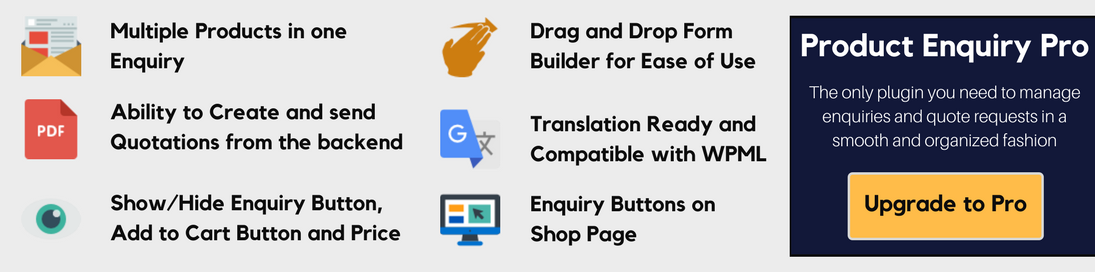 Multiple Products in one
Enquiry
PDF
Ability to Create and send
Quotations from the backend
Show/Hide Enquiry Button,
Add to Cart Button and Price
Drag and Drop Form
Builder for Ease of Use
G 文
Translation Ready and
Compatible with WPML
Enquiry Buttons on
Shop Page
Product Enquiry Pro
The only plugin you need to manage
enquiries and quote requests in a
smooth and organized fashion
Upgrade to Pro